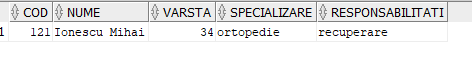 COD NUME VARSTA SPECIALIZARE RESPONSABILITATI
1 121 Ionescu Mihai 34 ortopedie recuperare